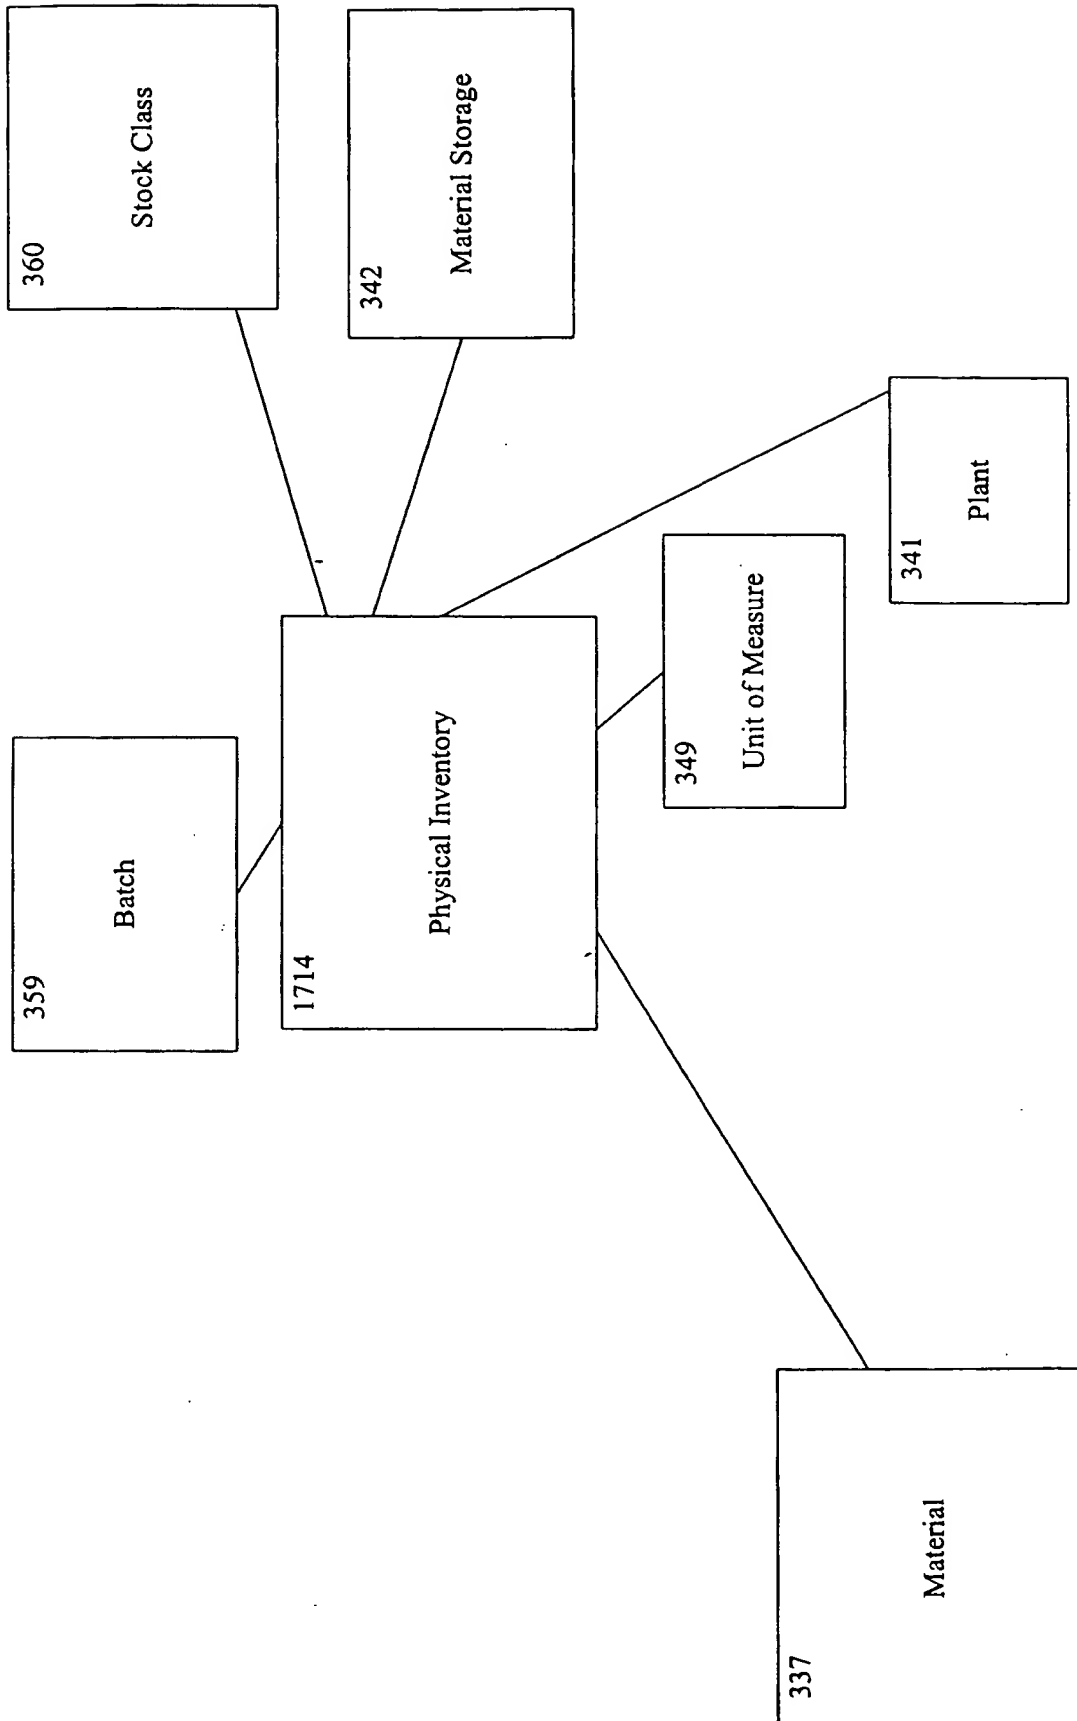 359
Batch
360
Stock Class
1714
Physical Inventory
342
Material Storage
349
Unit of Measure
341
Plant
337
Material